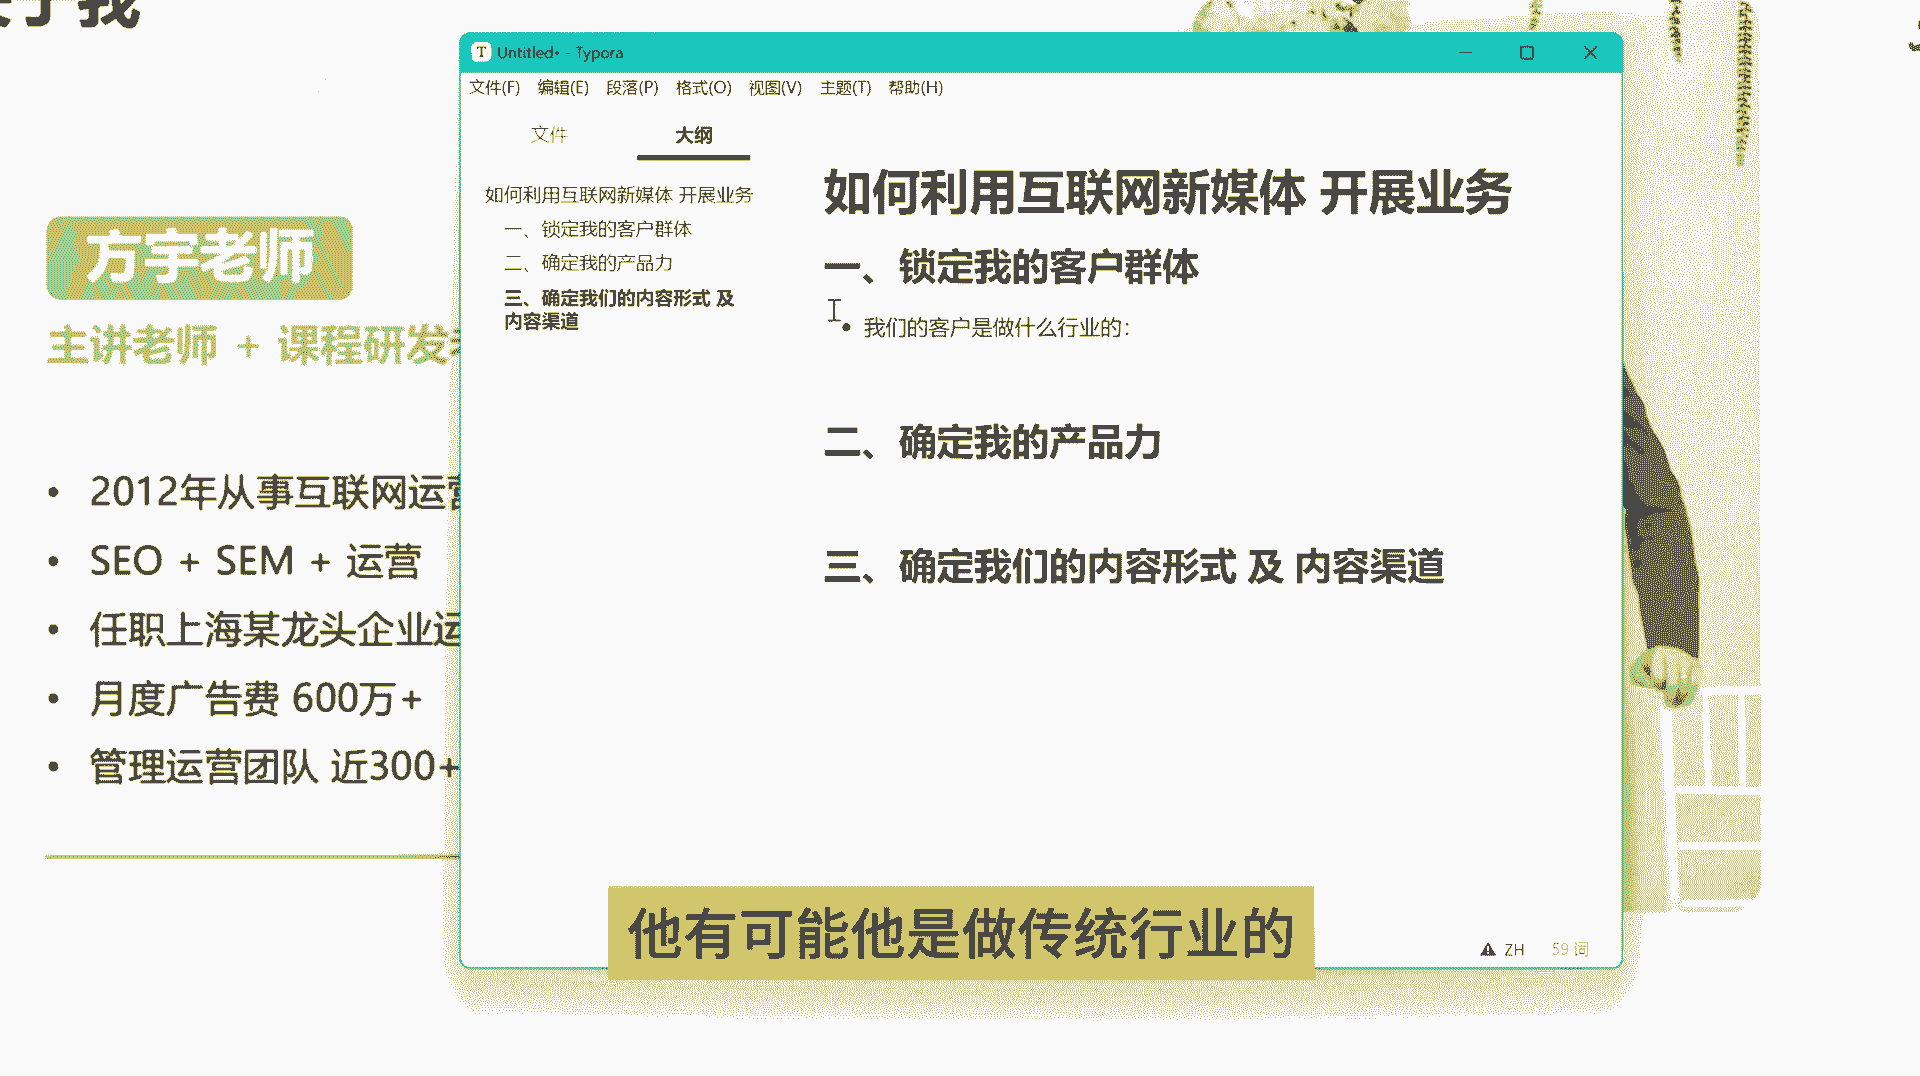 于我
方宇老师
主讲老师 + 课程研发
2012年从事互联网运营
SEO + SEM + 运营
任职上海某龙头企业运
月度广告费 600万+
管理运营团队 近300+
Untitled• - Typora
文件(F) 编辑(E) 段落(P) 格式(O) 视图(V) 主题(T) 帮助(H)
文件 大纲
如何利用互联网新媒体 开展业务
一、锁定我的客户群体
二、确定我的产品力
三、确定我们的内容形式 及
内容渠道
如何利用互联网新媒体 开展业务
一、锁定我的客户群体
我们的客户是做什么行业的：
二、确定我的产品力
三、确定我们的内容形式 及 内容渠道
ZH 59 词
他有可能他是做传统行业的